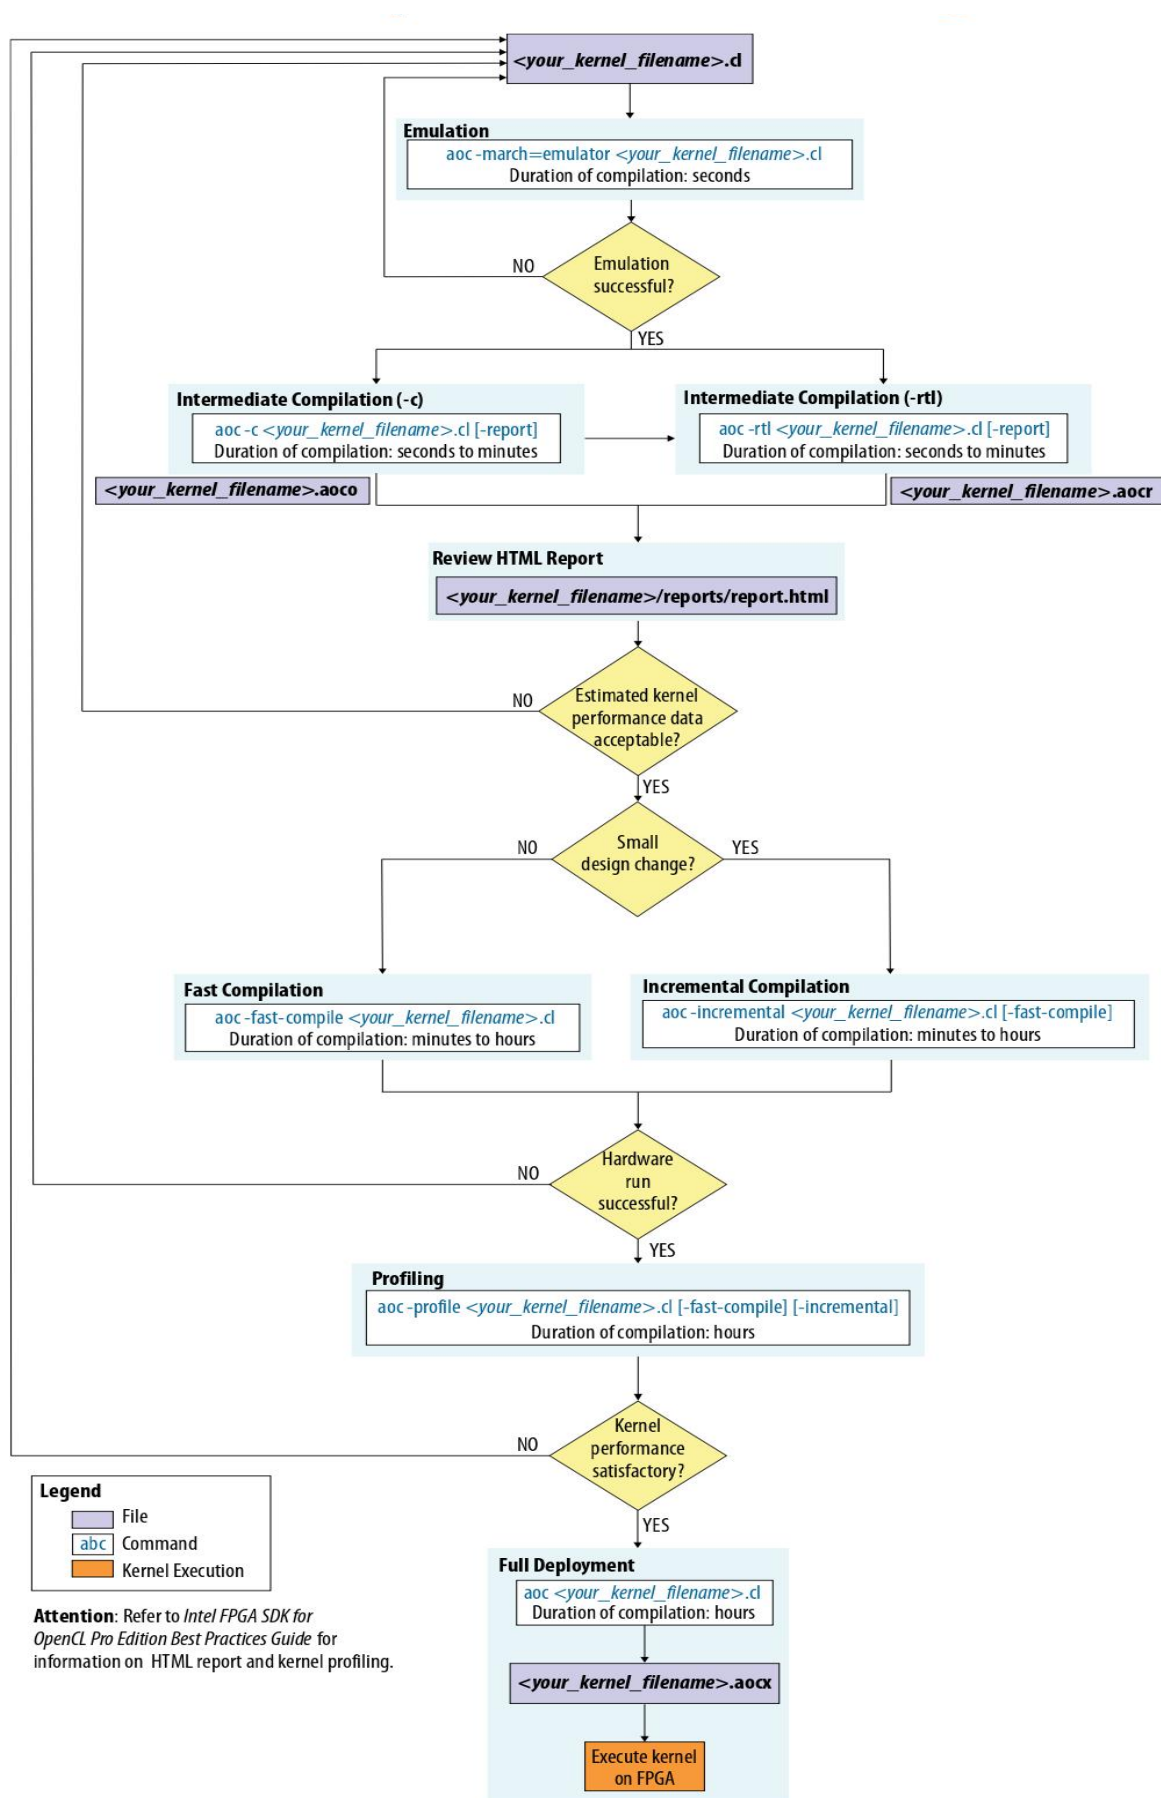 <your_kernel_filename>.cl
Emulation
aoc -march=emulator <your_kernel_filename>.cl
Duration of compilation: seconds
NO
Emulation
successful?
YES
Intermediate Compilation (-c)
aoc -c <your_kernel_filename>.cl [-report]
Duration of compilation: seconds to minutes
Intermediate Compilation (-rtl)
aoc -rtl <your_kernel_filename>.cl [-report]
Duration of compilation: seconds to minutes
<your_kernel_filename>.aoco
<your_kernel_filename>.aocr
Review HTML Report
<your_kernel_filename>/reports/report.html
NO
Estimated kernel
performance data
acceptable?
YES
NO
Small
design change?
YES
Fast Compilation
aoc -fast-compile <your_kernel_filename>.cl
Duration of compilation: minutes to hours
Incremental Compilation
aoc -incremental <your_kernel_filename>.cl [-fast-compile]
Duration of compilation: minutes to hours
NO
Hardware
run
successful?
YES
Profiling
aoc -profile <your_kernel_filename>.cl [-fast-compile] [-incremental]
Duration of compilation: hours
NO
Kernel
performance
satisfactory?
YES
Legend
File
abc Command
Kernel Execution
Attention: Refer to Intel FPGA SDK for
OpenCL Pro Edition Best Practices Guide for
information on HTML report and kernel profiling.
Full Deployment
aoc <your_kernel_filename>.cl
Duration of compilation: hours
<your_kernel_filename>.aocx
Execute kernel
on FPGA